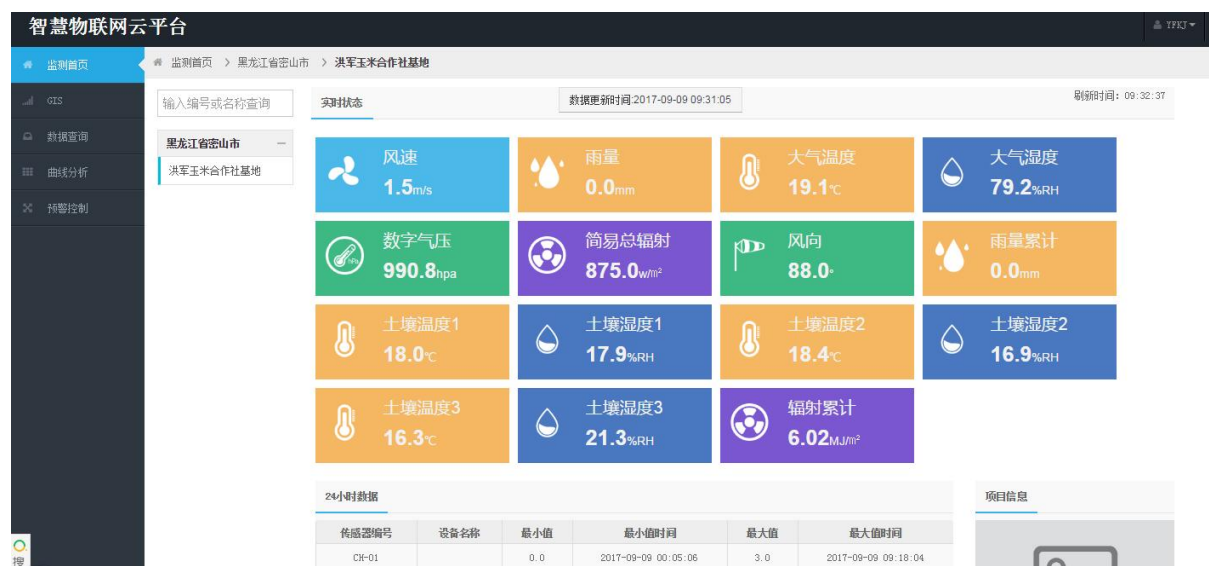 智慧物联网云平台
YFKJ
监测首页
监测首页 > 黑龙江省密山市 > 洪军玉米合作社基地
GIS
数据查询
曲线分析
预警控制
输入编号或名称查询
黑龙江省密山市
洪军玉米合作社基地
实时状态
数据更新时间:2017-09-09 09:31:05
刷新时间: 09:32:37
风速
1.5m/s
雨量
0.0mm
大气温度
19.1℃
大气湿度
79.2%RH
数字气压
990.8hpa
hPa
简易总辐射
875.0w/m²
风向
88.0°
雨量累计
0.0mm
土壤温度1
18.0℃
土壤湿度1
17.9%RH
土壤温度2
18.4℃
土壤湿度2
16.9%RH
土壤温度3
16.3℃
土壤湿度3
21.3%RH
辐射累计
6.02MJ/m²
24小时数据
项目信息
传感器编号 设备名称 最小值 最小值时间 最大值 最大值时间
CH-01 0.0 2017-09-09 00:05:06 3.0 2017-09-09 09:18:04
搜